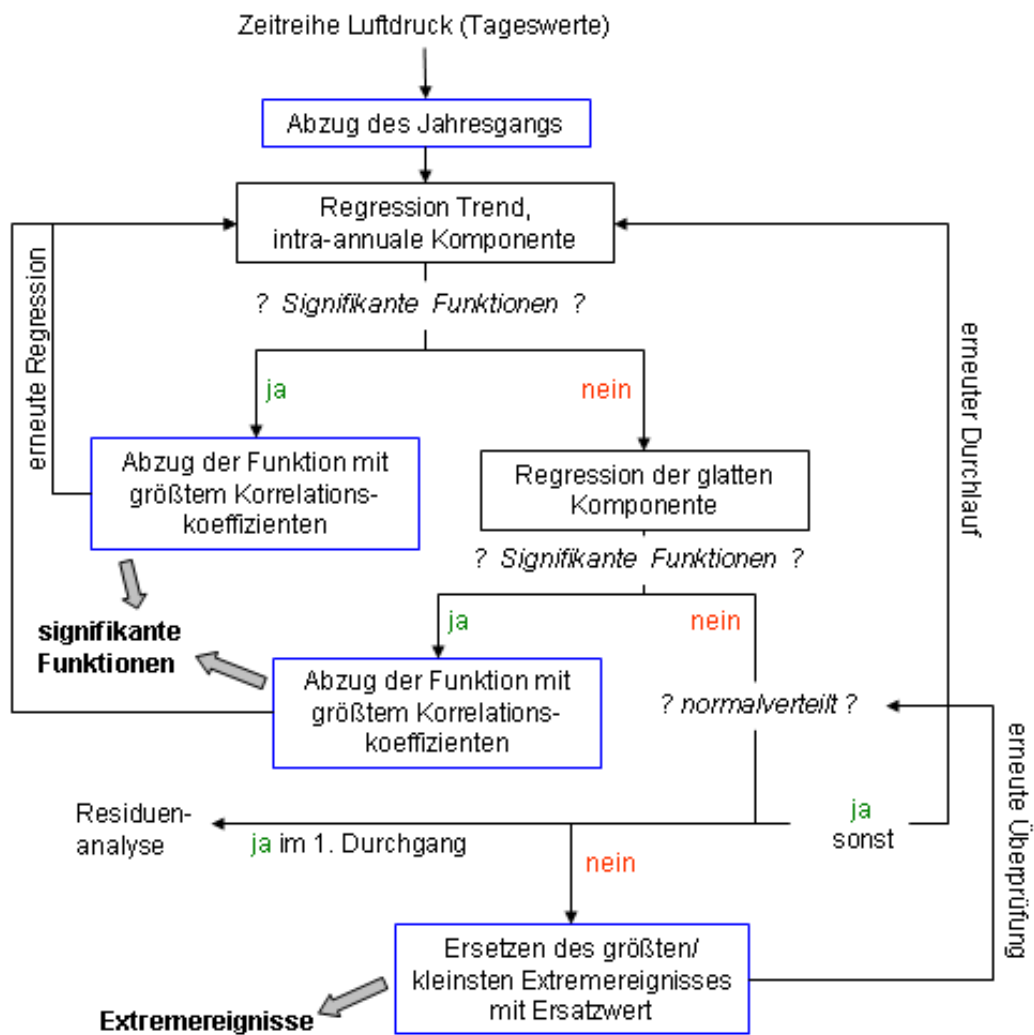 Zeitreihe Luftdruck (Tageswerte)
Abzug des Jahresgangs
Regression Trend,
intra-annuale Komponente
erneute Regression
? Signifikante Funktionen ?
erneuter Durchlauf
ja
nein
Abzug der Funktion mit
größtem Korrelations-
koeffizienten
Regression der glatten
Komponente
? Signifikante Funktionen ?
ja
nein
signifikante
Funktionen
Abzug der Funktion mit
größtem Korrelations-
koeffizienten
? normalverteilt ?
erneute Überprüfung
Residuen-
analyse
ja im 1. Durchgang
ja
sonst
nein
Ersetzen des größten/
kleinsten Extremereignisses
mit Ersatzwert
Extremereignisse